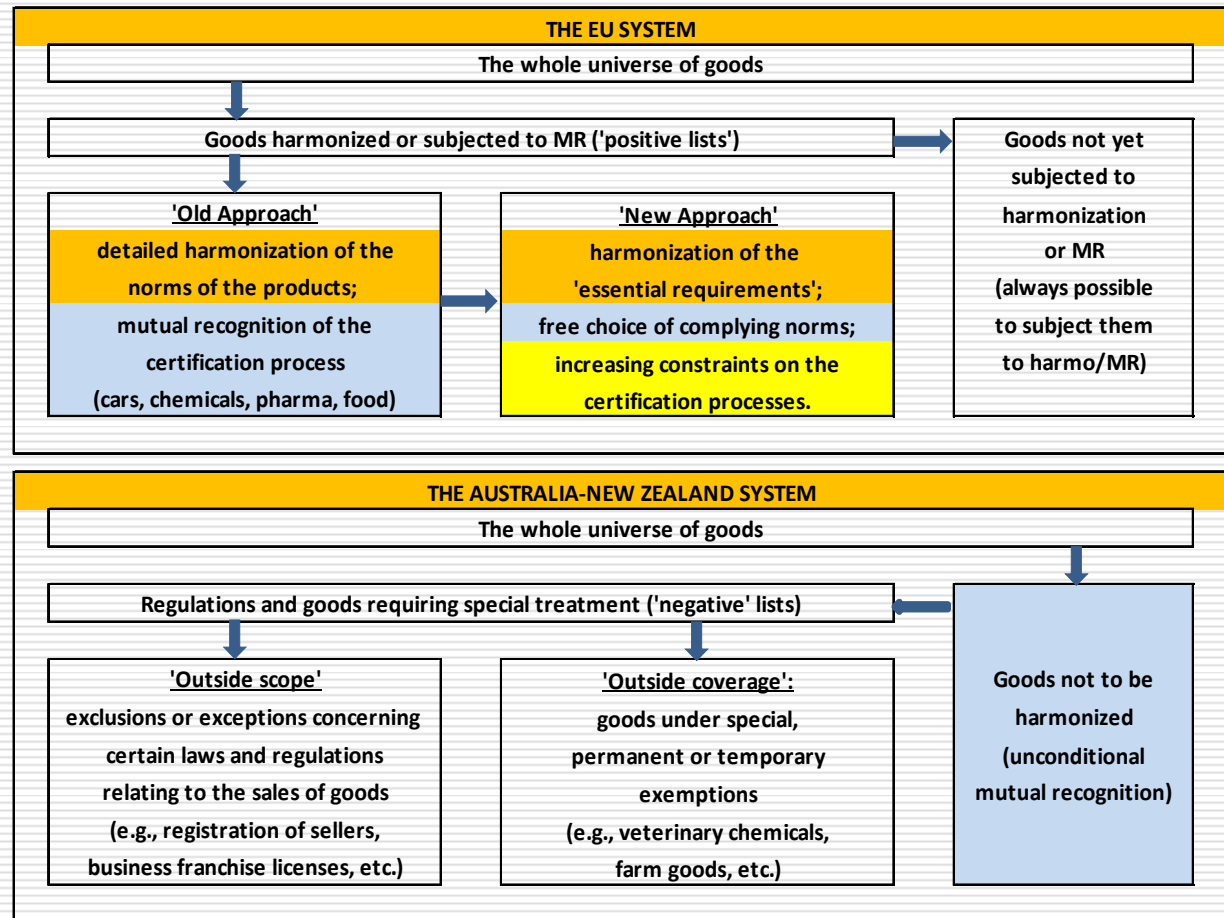 THE EU SYSTEM
The whole universe of goods
Goods harmonized or subjected to MR ('positive lists')
'Old Approach'
detailed harmonization of the
norms of the products;
mutual recognition of the
certification process
(cars, chemicals, pharma, food)
'New Approach'
harmonization of the
'essential requirements';
free choice of complying norms;
increasing constraints on the
certification processes.
Goods not yet
subjected to
harmonization
or MR
(always possible
to subject them
to harmo/MR)
THE AUSTRALIA-NEW ZEALAND SYSTEM
The whole universe of goods
Regulations and goods requiring special treatment ('negative' lists)
'Outside scope'
exclusions or exceptions concerning
certain laws and regulations
relating to the sales of goods
(e.g., registration of sellers,
business franchise licenses, etc.)
'Outside coverage':
goods under special,
permanent or temporary
exemptions
(e.g., veterinary chemicals,
farm goods, etc.)
Goods not to be
harmonized
(unconditional
mutual recognition)